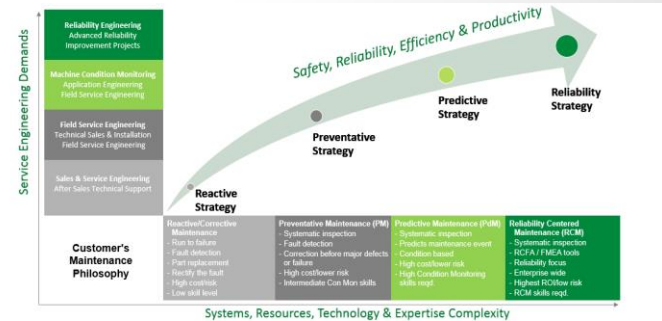 Service Engineering Demands
Reliability Engineering
Advanced Reliability
Improvement Projects
Machine Condition Monitoring
Application Engineering
Field Service Engineering
Field Service Engineering
Technical Sales & Installation
Field Service Engineering
Sales & Service Engineering
After Sales Technical Support
Safety, Reliability, Efficiency & Productivity
Reactive
Strategy
Preventative
Strategy
Predictive
Strategy
Reliability
Strategy
Customer's
Maintenance
Philosophy
Reactive/Corrective
Maintenance
- Run to failure
- Fault detection
- Part replacement
- Rectify the fault
- High cost/risk
- Low skill level
Preventative Maintenance (PM)
- Systematic inspection
- Fault detection
- Correction before major defects
or failure
- High cost/lower risk
- Intermediate Con Mon skills
Predictive Maintenance (PdM)
- Systematic inspection
- Predicts maintenance event
- Condition based
- High cost/lower risk
- High Condition Monitoring
skills reqd.
Reliability Centered
Maintenance (RCM)
- Systematic inspection
- RCFA / FMEA tools
- Reliability focus
- Enterprise wide
- Highest ROI/low risk
- RCM skills reqd.
Systems, Resources, Technology & Expertise Complexity